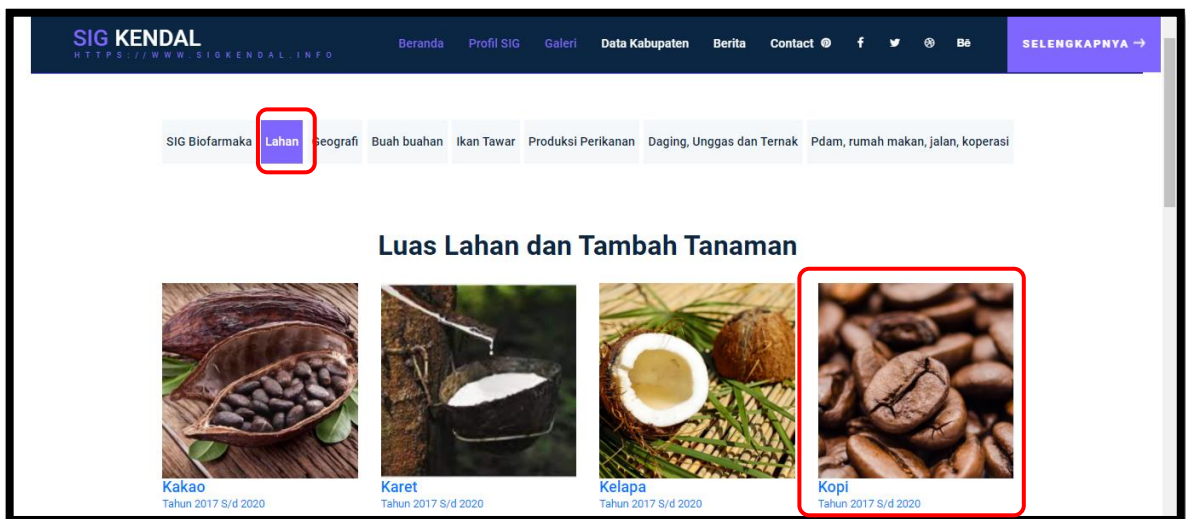 SIG KENDAL
HTTPS://WWW.SIGKENDAL.INFO
Beranda Profil SIG Galeri Data Kabupaten Berita Contact
SELENGKAPNYA →
SIG Biofarmaka Lahan Geografi Buah buahan Ikan Tawar Produksi Perikanan Daging, Unggas dan Ternak Pdam, rumah makan, jalan, koperasi
Luas Lahan dan Tambah Tanaman
Kakao
Tahun 2017 S/d 2020
Karet
Tahun 2017 S/d 2020
Kelapa
Tahun 2017 S/d 2020
Kopi
Tahun 2017 S/d 2020